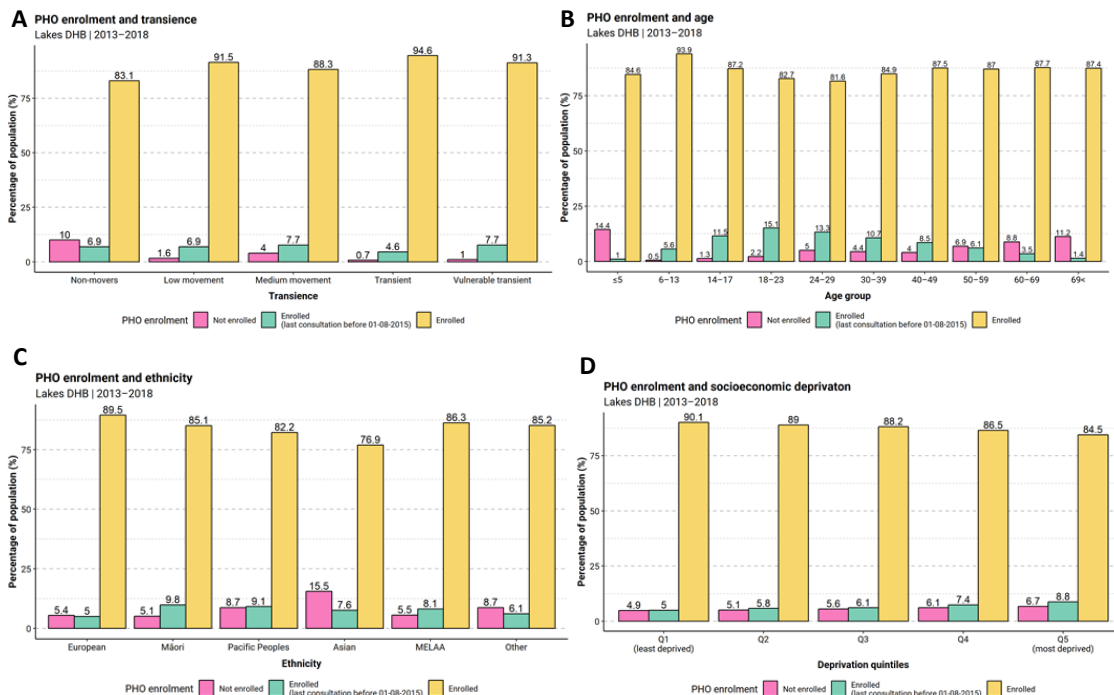 A
PHO enrolment and transience
Lakes DHB | 2013–2018
Percentage of population (%)
75
50
25
0
83.1
91.5
88.3
94.6
91.3
10
6.9
1.6
6.9
4
7.7
0.7
4.6
1
7.7
Non-movers
Low movement
Medium movement
Transient
Vulnerable transient
Transience
PHO enrolment
Not enrolled
Enrolled
(last consultation before 01-08-2015)
Enrolled
B
PHO enrolment and age
Lakes DHB | 2013–2018
Percentage of population (%)
75
50
25
0
84.6
93.9
87.2
82.7
81.6
84.9
87.5
87
87.7
87.4
14.4
1
0.5
5.6
1.3
11.5
2.2
15.1
5
13.3
4.4
10.7
4
8.5
6.9
6.1
8.8
3.5
11.2
1.4
≤5
6–13
14–17
18–23
24–29
30–39
40–49
50–59
60–69
69<
Age group
PHO enrolment
Not enrolled
Enrolled
(last consultation before 01-08-2015)
Enrolled
C
PHO enrolment and ethnicity
Lakes DHB | 2013–2018
Percentage of population (%)
75
50
25
0
89.5
85.1
82.2
76.9
86.3
85.2
5.4
5
5.1
9.8
8.7
9.1
15.5
7.6
5.5
8.1
8.7
6.1
European
Māori
Pacific Peoples
Asian
MELAA
Other
Ethnicity
PHO enrolment
Not enrolled
Enrolled
(last consultation before 01-08-2015)
Enrolled
D
PHO enrolment and socioeconomic deprivaton
Lakes DHB | 2013–2018
Percentage of population (%)
75
50
25
0
90.1
89
88.2
86.5
84.5
4.9
5
5.1
5.8
5.6
6.1
6.1
7.4
6.7
8.8
Q1
(least deprived)
Q2
Q3
Q4
Q5
(most deprived)
Deprivation quintiles
PHO enrolment
Not enrolled
Enrolled
(last consultation before 01-08-2015)
Enrolled